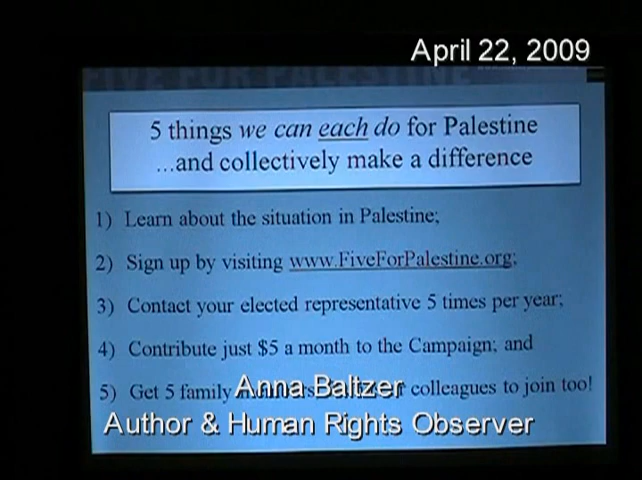 April 22, 2009
FIVE FOR PALESTINE
5 things we can each do for Palestine
...and collectively make a difference
1) Learn about the situation in Palestine;
2) Sign up by visiting www.FiveForPalestine.org;
3) Contact your elected representative 5 times per year;
4) Contribute just $5 a month to the Campaign; and
5) Get 5 family colleagues to join too!
Anna Baltzer
Author & Human Rights Observer